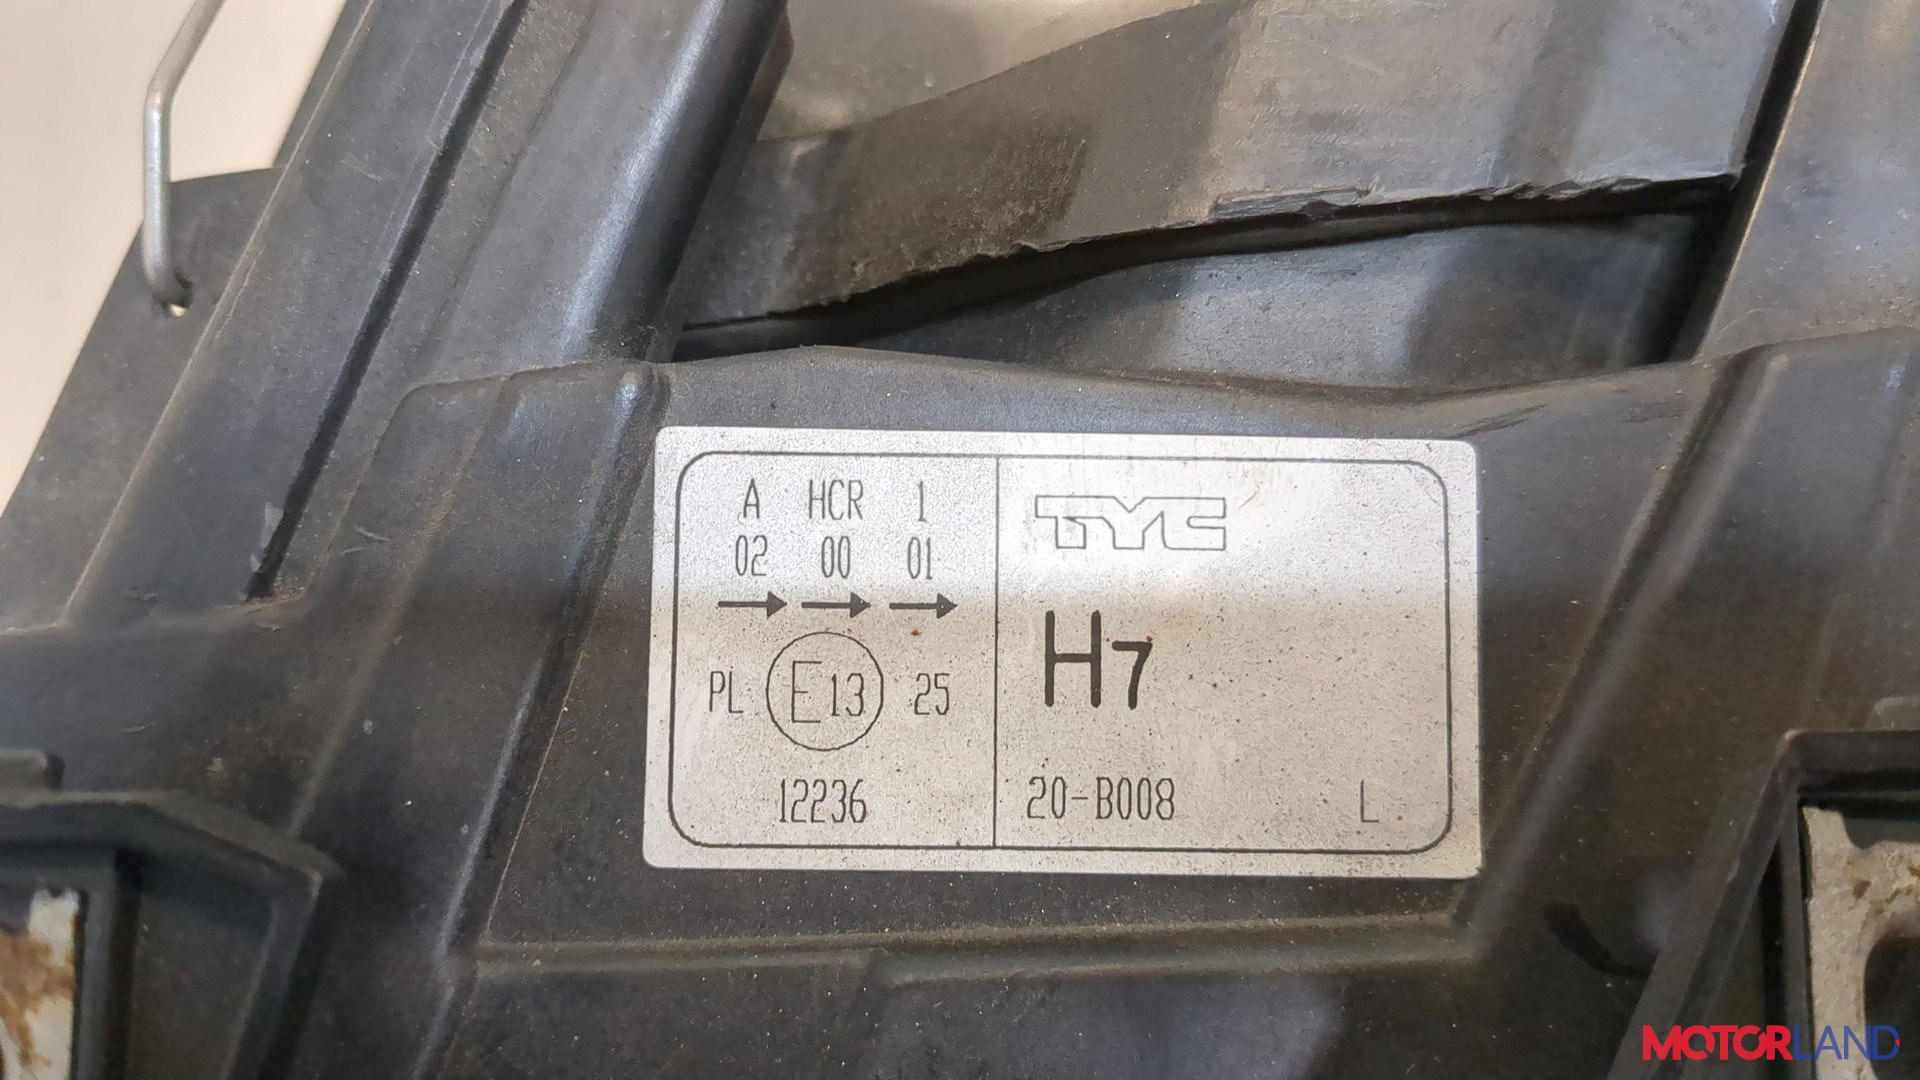 A HCR 1
02 00 01
→ → →
PL E13 25
12236
TYC
H7
20-B008 L
MOTORLAND